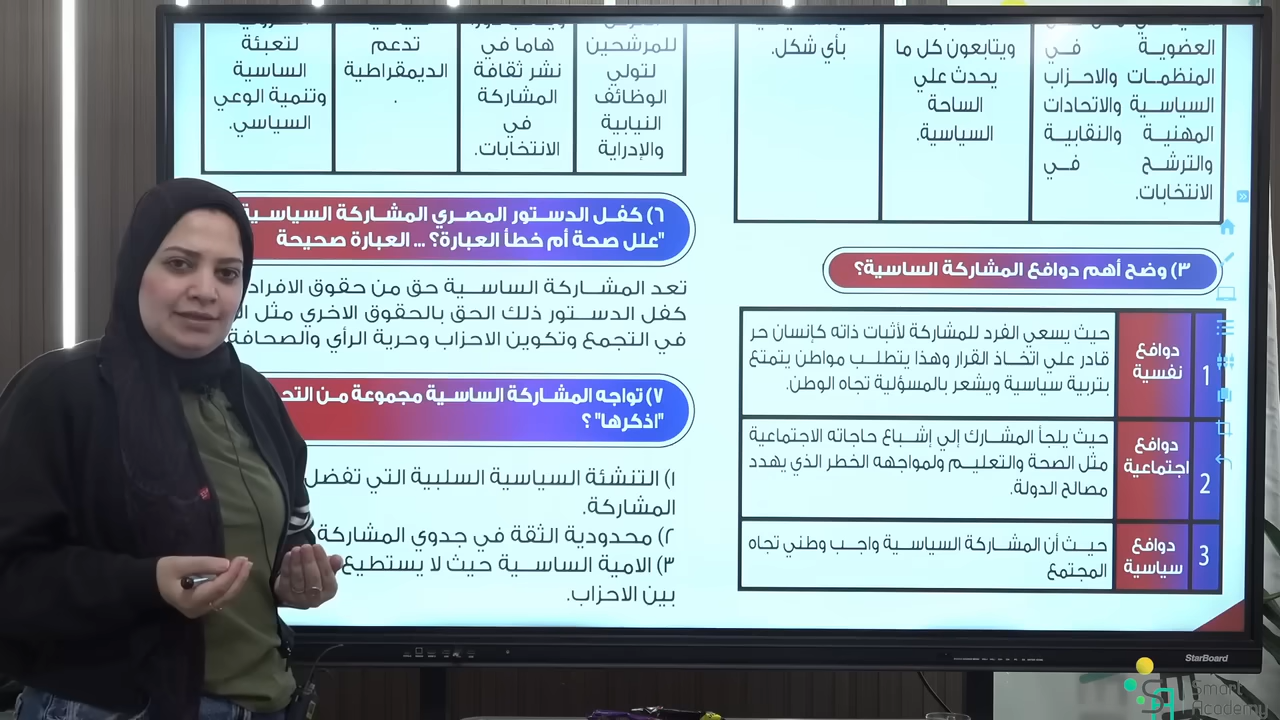 العضوية في
المنظمات والاحزاب
السياسية والاتحادات
المهنية والنقابية
والترشح في
الانتخابات.
ويتابعون كل ما
يحدث علي
الساحة
السياسية.
بأي شكل.
٣) وضح أهم دوافع المشاركة الساسية؟
1
دوافع
نفسية
حيث يسعي الفرد للمشاركة لأثبات ذاته كإنسان حر
قادر علي اتخاذ القرار وهذا يتطلب مواطن يتمتع
بتربية سياسية ويشعر بالمسؤلية تجاه الوطن.
2
دوافع
اجتماعية
حيث يلجأ المشارك إلي إشباع حاجاته الاجتماعية
مثل الصحة والتعليم ولمواجهه الخطر الذي يهدد
مصالح الدولة.
3
دوافع
سياسية
حيث أن المشاركة السياسية واجب وطني تجاه
المجتمع
للمرشحين
لتولي
الوظائف
النيابية
والإدراية
هاما في
نشر ثقافة
المشاركة
في
الانتخابات.
تدعم
الديمقراطية
.
لتعبئة
الساسية
وتنمية الوعي
السياسي.
٦) كفل الدستور المصري المشاركة السياسية
"علل صحة أم خطأ العبارة؟ ... العبارة صحيحة
تعد المشاركة الساسية حق من حقوق الافراد
كفل الدستور ذلك الحق بالحقوق الاخري مثل
في التجمع وتكوين الاحزاب وحرية الرأي والصحافة
٧) تواجه المشاركة الساسية مجموعة من
"اذكرها" ؟
١) التنشئة السياسية السلبية التي تفضل
المشاركة.
٢) محدودية الثقة في جدوي المشاركة
٣) الامية الساسية حيث لا يستطيع
بين الاحزاب.
StarBoard
Smart
Academy